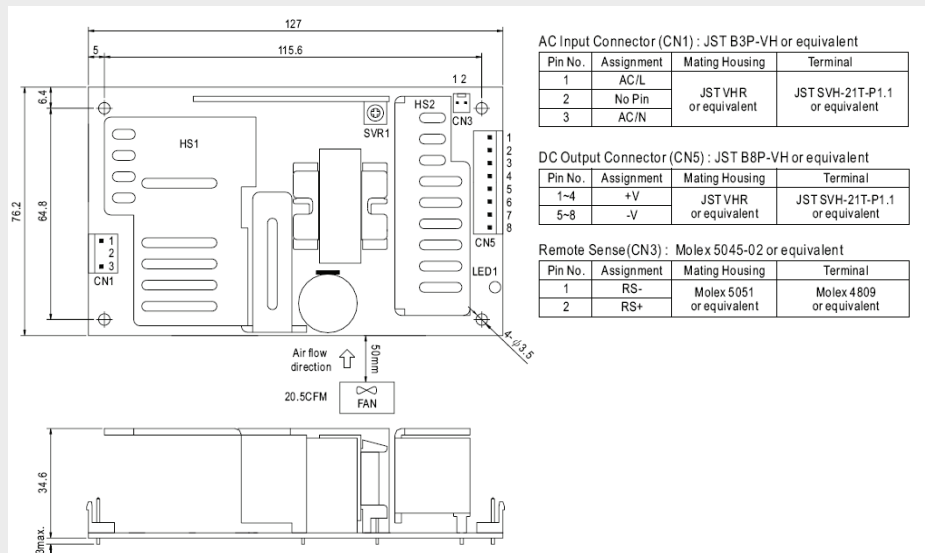 127
5
115.6
6.4
76.2
64.8
HS1
HS2
SVR1
1 2
CN3
1
2
3
4
5
6
7
8
CN5
LED1
1
2
3
CN1
4-φ3.5
Air flow
direction
50mm
20.5CFM
FAN
34.6
3max.
AC Input Connector (CN1) : JST B3P-VH or equivalent
Pin No. Assignment Mating Housing Terminal
1 AC/L JST VHR or equivalent JST SVH-21T-P1.1 or equivalent
2 No Pin
3 AC/N
DC Output Connector (CN5) : JST B8P-VH or equivalent
Pin No. Assignment Mating Housing Terminal
1~4 +V JST VHR or equivalent JST SVH-21T-P1.1 or equivalent
5~8 -V
Remote Sense(CN3) : Molex 5045-02 or equivalent
Pin No. Assignment Mating Housing Terminal
1 RS- Molex 5051 or equivalent Molex 4809 or equivalent
2 RS+